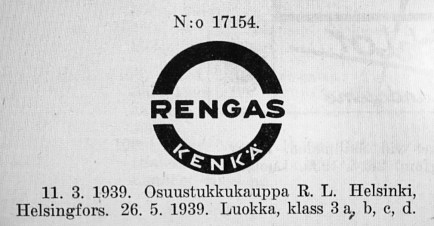 N:o 17154.
RENGAS
KENKÄ
11. 3. 1939. Osuustukkukauppa R. L. Helsinki,
Helsingfors. 26. 5. 1939. Luokka, klass 3 a, b, c, d.